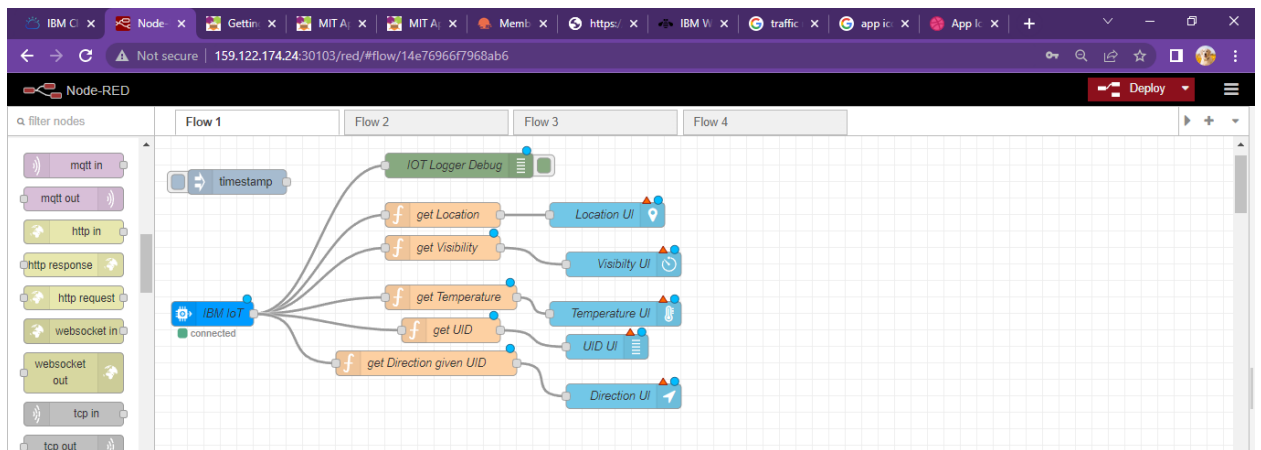 IBM Cl
Node-
Getting
MIT A
MIT A
Memb
https:/
IBM W
traffic
app ic
App Ic
Not secure
159.122.174.24:30103/red/#flow/14e76966f7968ab6
Node-RED
Deploy
filter nodes
Flow 1
Flow 2
Flow 3
Flow 4
mqtt in
mqtt out
http in
http response
http request
websocket in
websocket
out
tcp in
tcp out
timestamp
IOT Logger Debug
get Location
Location UI
get Visibility
Visibilty UI
get Temperature
Temperature UI
IBM IoT
connected
get UID
UID UI
get Direction given UID
Direction UI